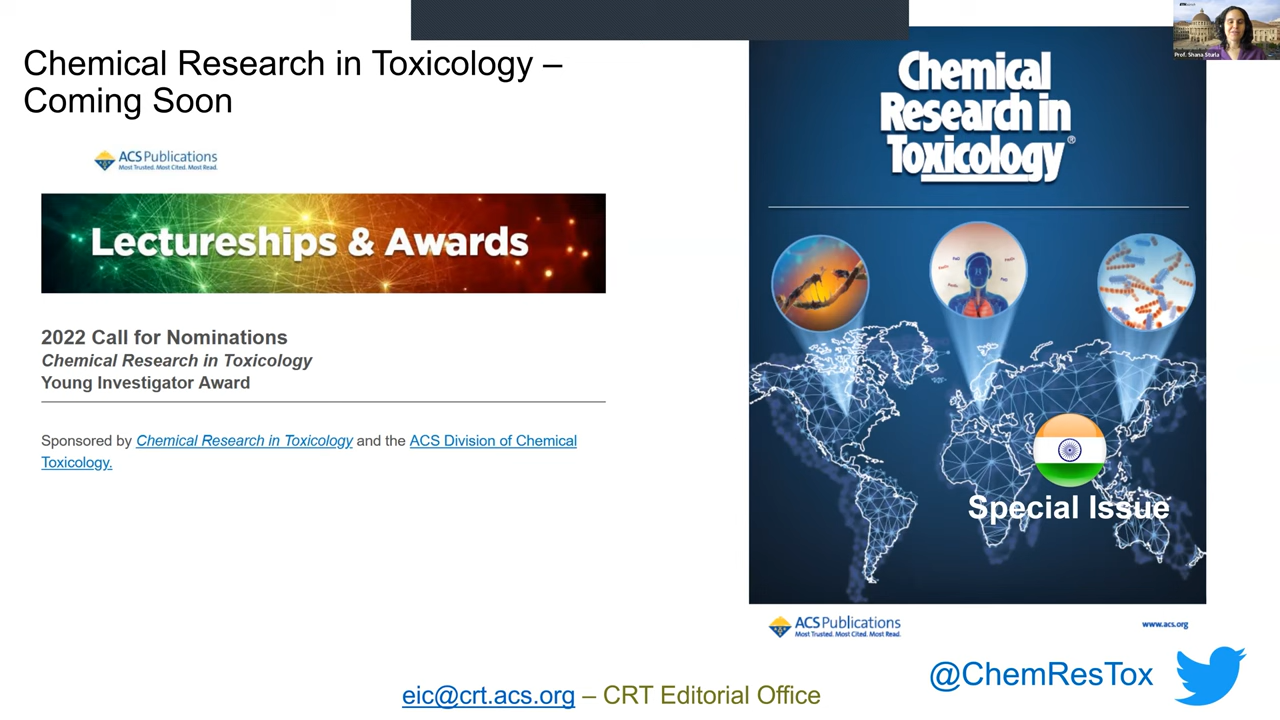 Chemical Research in Toxicology –
Coming Soon
ACS Publications
Most Trusted. Most Cited. Most Read.
Lectureships & Awards
2022 Call for Nominations
Chemical Research in Toxicology
Young Investigator Award
Sponsored by Chemical Research in Toxicology and the ACS Division of Chemical
Toxicology.
Chemical
Research in
Toxicology®
Special Issue
ACS Publications
Most Trusted. Most Cited. Most Read.
www.acs.org
@ChemResTox
eic@crt.acs.org – CRT Editorial Office
ETH zürich
Prof. Shana Sturla